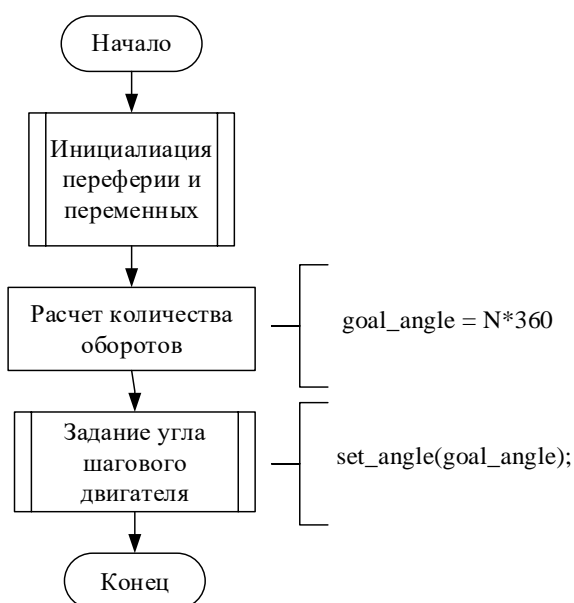 Начало
Инициалиация
переферии и
переменных
Расчет количества
оборотов
goal_angle = N*360
Задание угла
шагового
двигателя
set_angle(goal_angle);
Конец